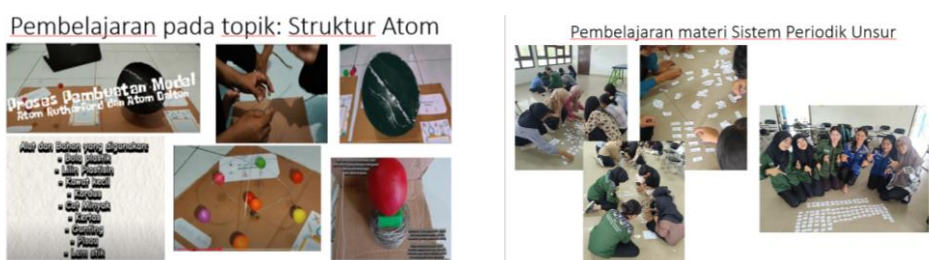 Pembelajaran pada topik: Struktur Atom
Proses Pembuatan Model
Atom Rutherford dan Atom Dalton
Alat dan Bahan yang digunakan:
• Bola plastik
• Lilin Plastisin
• Kawat kecil
• Kardus
• Cat Minyak
• Kertas
• Gunting
• Pisau
• Lem
Pembelajaran materi Sistem Periodik Unsur